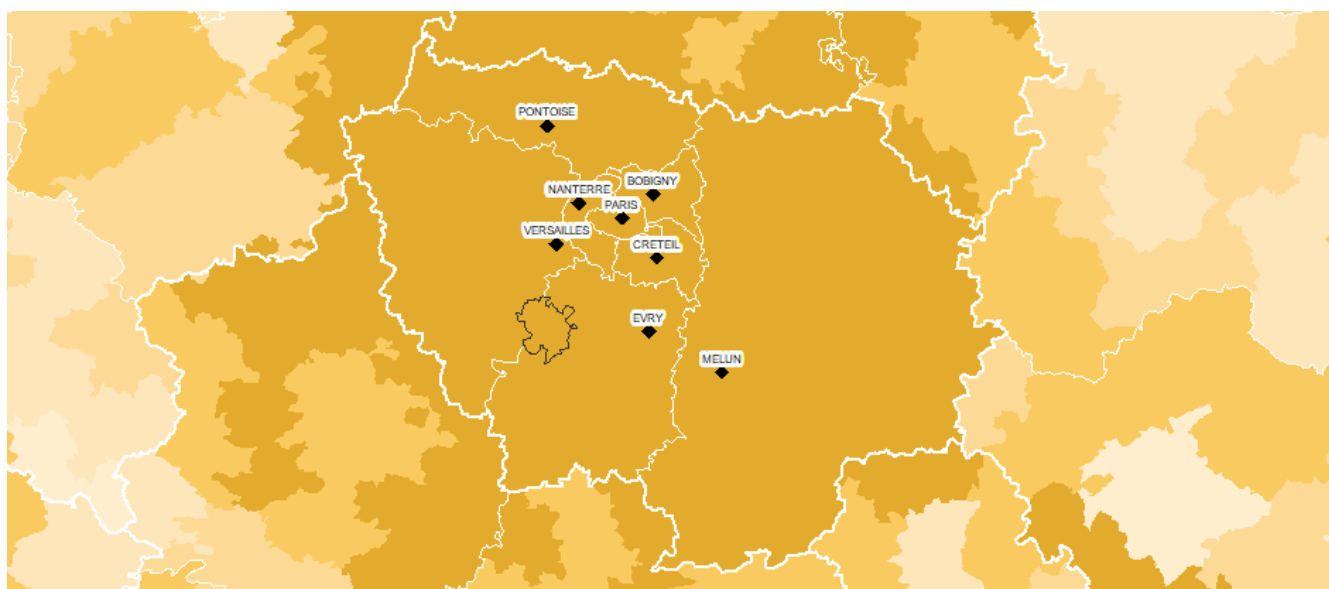 PONTOISE
BOBIGNY
NANTERRE
PARIS
VERSAILLES
CRETEIL
EVRY
MELUN